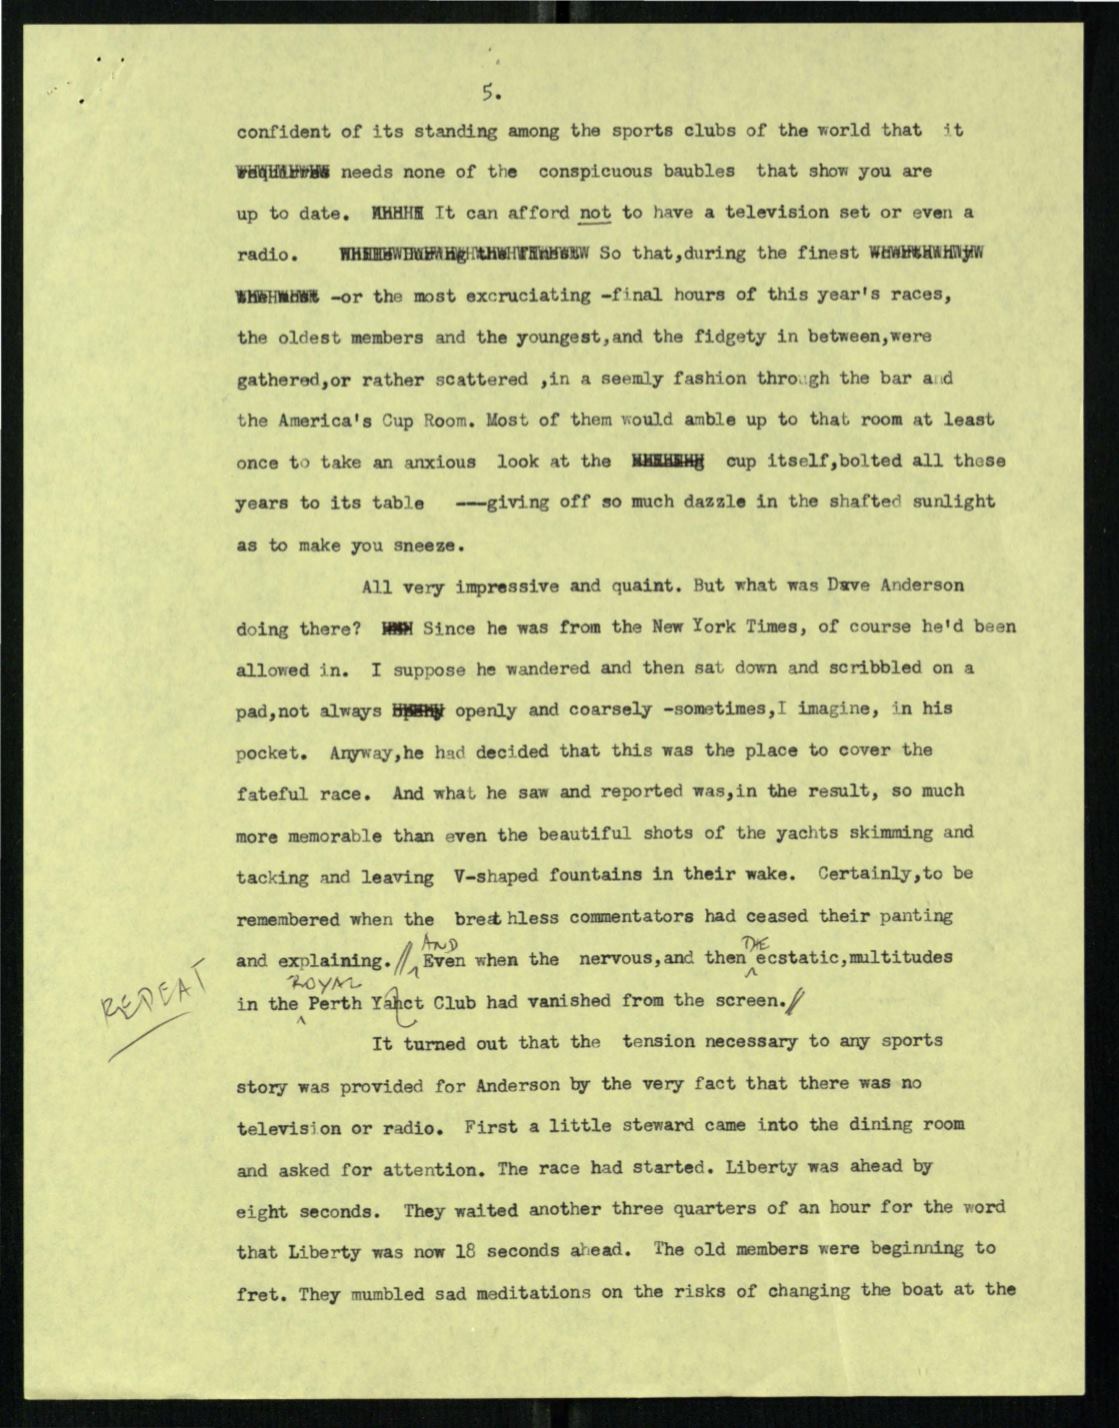 5.
confident of its standing among the sports clubs of the world that it
needs none of the conspicuous baubles that show you are
up to date. It can afford not to have a television set or even a
radio. So that,during the finest
-or the most excruciating -final hours of this year's races,
the oldest members and the youngest,and the fidgety in between,were
gathered,or rather scattered ,in a seemly fashion through the bar and
the America's Cup Room. Most of them would amble up to that room at least
once to take an anxious look at the cup itself,bolted all these
years to its table ---giving off so much dazzle in the shafted sunlight
as to make you sneeze.
All very impressive and quaint. But what was Dave Anderson
doing there? Since he was from the New York Times, of course he'd been
allowed in. I suppose he wandered and then sat down and scribbled on a
pad,not always openly and coarsely -sometimes,I imagine, in his
pocket. Anyway,he had decided that this was the place to cover the
fateful race. And what he saw and reported was,in the result, so much
more memorable than even the beautiful shots of the yachts skimming and
tacking and leaving V-shaped fountains in their wake. Certainly,to be
remembered when the breathless commentators had ceased their panting
AND THE
and explaining.// Even when the nervous,and then ecstatic,multitudes
REPEAT
ROYAL
in the Perth Yahct Club had vanished from the screen.//
It turned out that the tension necessary to any sports
story was provided for Anderson by the very fact that there was no
television or radio. First a little steward came into the dining room
and asked for attention. The race had started. Liberty was ahead by
eight seconds. They waited another three quarters of an hour for the word
that Liberty was now 18 seconds ahead. The old members were beginning to
fret. They mumbled sad meditations on the risks of changing the boat at the